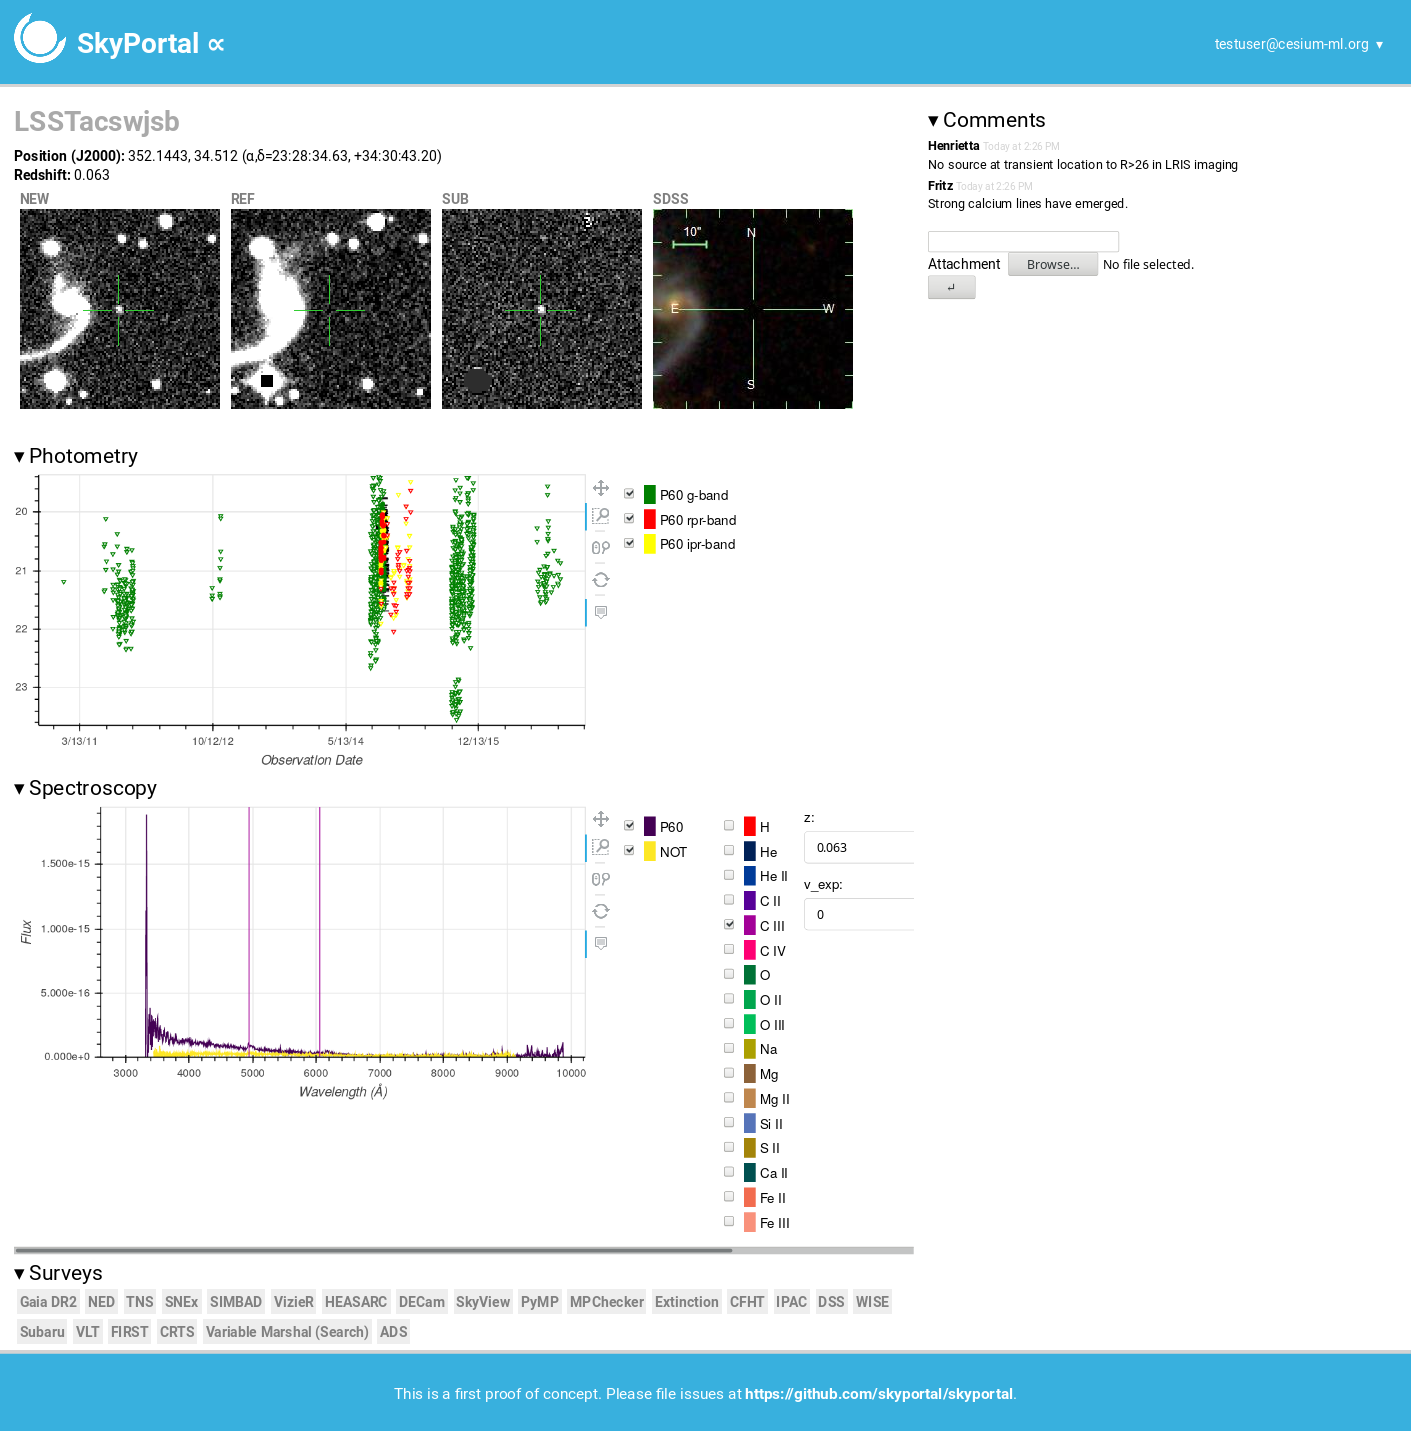 SkyPortal ∝
testuser@cesium-ml.org ▾
LSSTacswjsb
Position (J2000): 352.1443, 34.512 (α,δ=23:28:34.63, +34:30:43.20)
Redshift: 0.063
NEW REF SUB SDSS
10"
N
E W
S
▾ Comments
Henrietta Today at 2:26 PM
No source at transient location to R>26 in LRIS imaging
Fritz Today at 2:26 PM
Strong calcium lines have emerged.
Attachment Browse... No file selected.
↵
▾ Photometry
20
21
22
23
3/13/11 10/12/12 5/13/14 12/13/15
Observation Date
P60 g-band
P60 rpr-band
P60 ipr-band
▾ Spectroscopy
Flux
1.500e-15
1.000e-15
5.000e-16
0.000e+0
3000 4000 5000 6000 7000 8000 9000 10000
Wavelength (Å)
P60
NOT
H
He
He II
C II
C III
C IV
O
O II
O III
Na
Mg
Mg II
Si II
S II
Ca II
Fe II
Fe III
z:
0.063
v_exp:
0
▾ Surveys
Gaia DR2 NED TNS SNEx SIMBAD VizieR HEASARC DECam SkyView PyMP MPChecker Extinction CFHT IPAC DSS WISE
Subaru VLT FIRST CRTS Variable Marshal (Search) ADS
This is a first proof of concept. Please file issues at https://github.com/skyportal/skyportal.